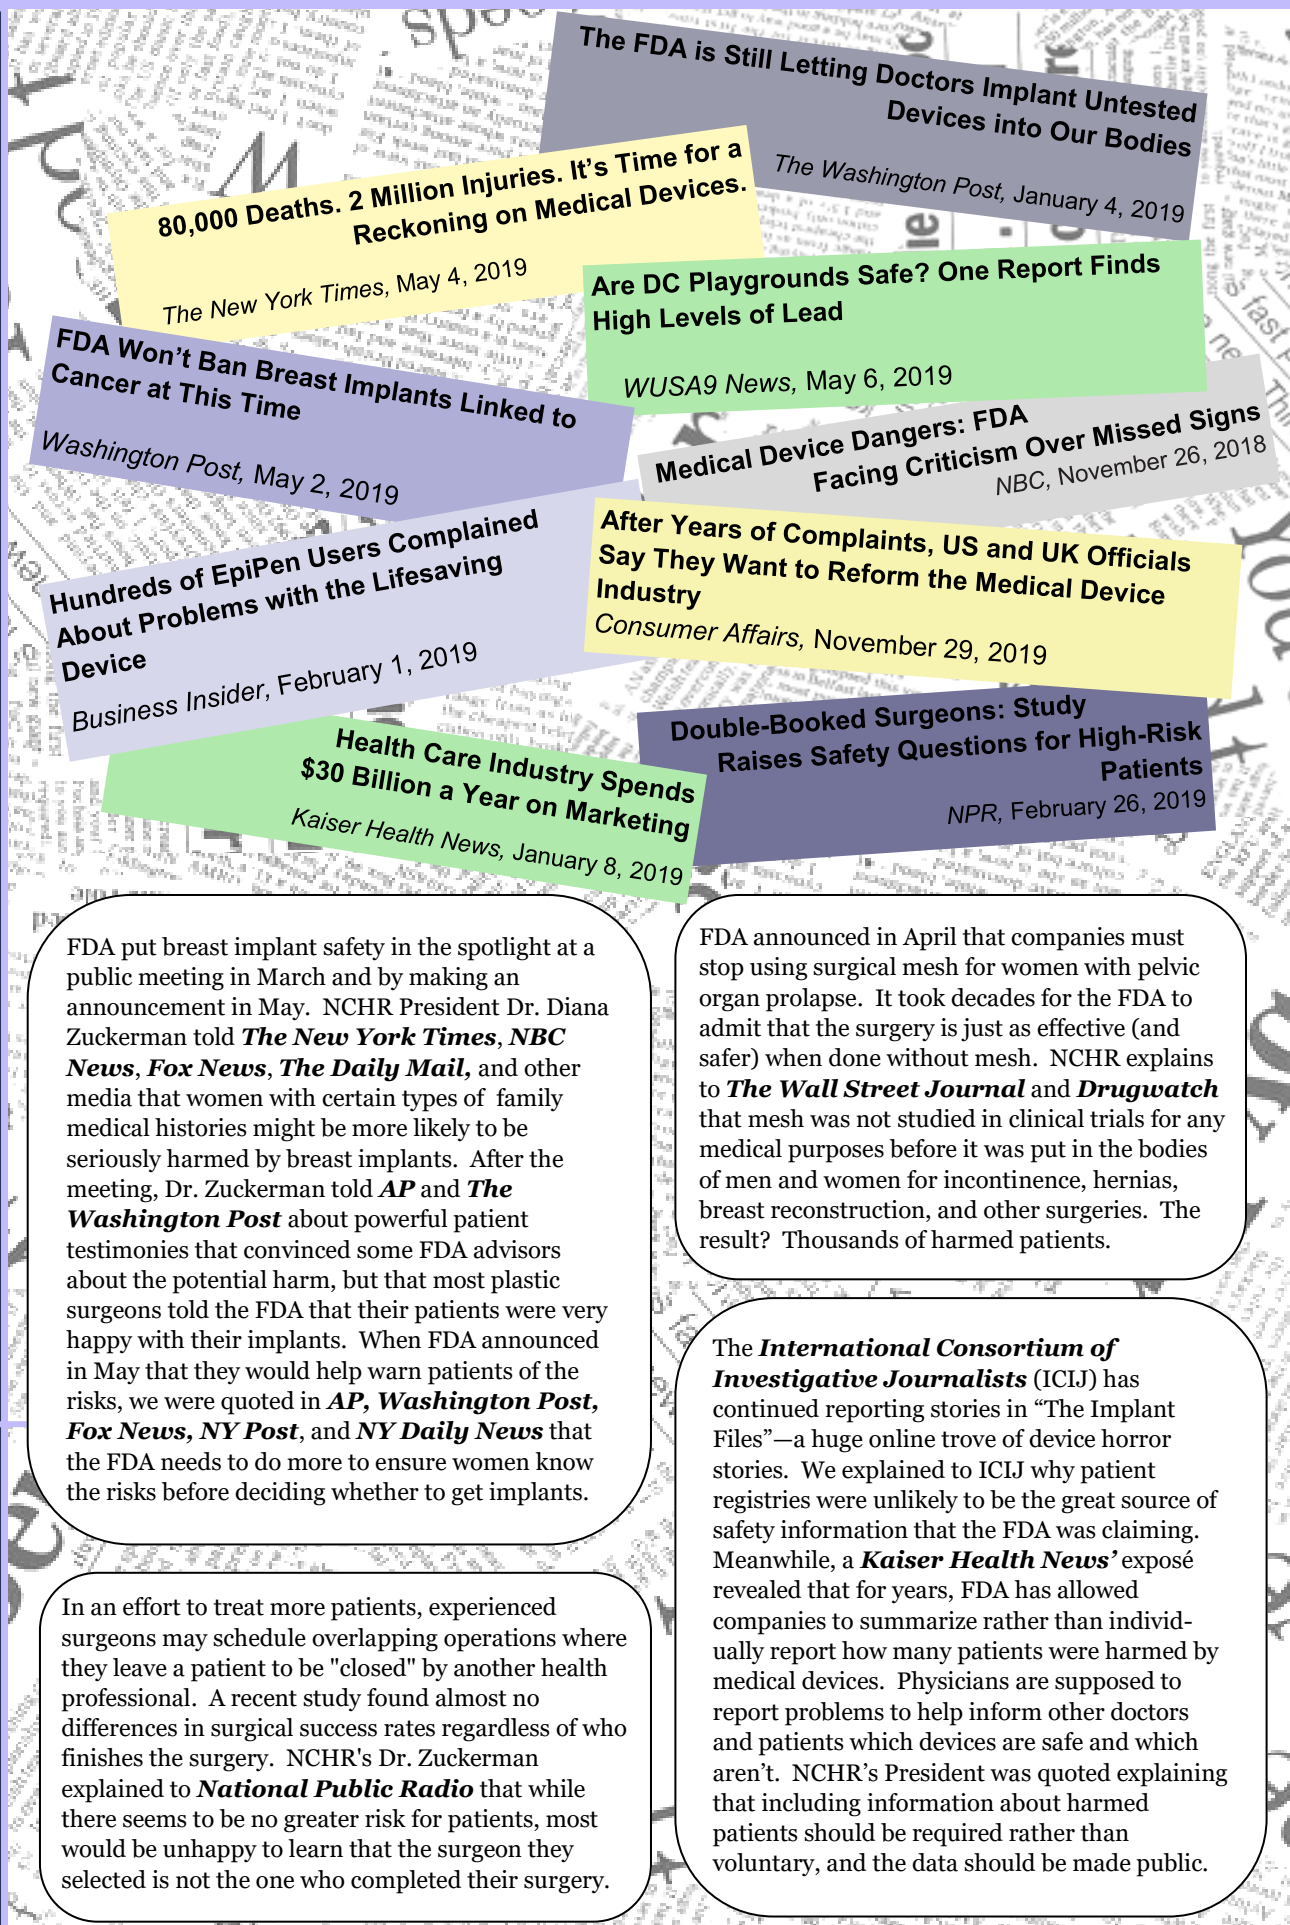 The FDA is Still Letting Doctors Implant Untested
Devices into Our Bodies
The Washington Post, January 4, 2019
80,000 Deaths. 2 Million Injuries. It’s Time for a
Reckoning on Medical Devices.
The New York Times, May 4, 2019
Are DC Playgrounds Safe? One Report Finds
High Levels of Lead
WUSA9 News, May 6, 2019
FDA Won’t Ban Breast Implants Linked to
Cancer at This Time
Washington Post, May 2, 2019
Medical Device Dangers: FDA
Facing Criticism Over Missed Signs
NBC, November 26, 2018
Hundreds of EpiPen Users Complained
About Problems with the Lifesaving
Device
Business Insider, February 1, 2019
After Years of Complaints, US and UK Officials
Say They Want to Reform the Medical Device
Industry
Consumer Affairs, November 29, 2019
Health Care Industry Spends
$30 Billion a Year on Marketing
Kaiser Health News, January 8, 2019
Double-Booked Surgeons: Study
Raises Safety Questions for High-Risk
Patients
NPR, February 26, 2019
FDA put breast implant safety in the spotlight at a
public meeting in March and by making an
announcement in May.  NCHR President Dr. Diana
Zuckerman told The New York Times, NBC
News, Fox News, The Daily Mail, and other
media that women with certain types of  family
medical histories might be more likely to be
seriously harmed by breast implants.  After the
meeting, Dr. Zuckerman told AP and The
Washington Post about powerful patient
testimonies that convinced some FDA advisors
about the potential harm, but that most plastic
surgeons told the FDA that their patients were very
happy with their implants.  When FDA announced
in May that they would help warn patients of the
risks, we were quoted in AP, Washington Post,
Fox News, NY Post, and NY Daily News that
the FDA needs to do more to ensure women know
the risks before deciding whether to get implants.
In an effort to treat more patients, experienced
surgeons may schedule overlapping operations where
they leave a patient to be "closed" by another health
professional.  A recent study found almost no
differences in surgical success rates regardless of who
finishes the surgery.  NCHR's Dr. Zuckerman
explained to National Public Radio that while
there seems to be no greater risk for patients, most
would be unhappy to learn that the surgeon they
selected is not the one who completed their surgery.
FDA announced in April that companies must
stop using surgical mesh for women with pelvic
organ prolapse.  It took decades for the FDA to
admit that the surgery is just as effective (and
safer) when done without mesh.  NCHR explains
to The Wall Street Journal and Drugwatch
that mesh was not studied in clinical trials for any
medical purposes before it was put in the bodies
of men and women for incontinence, hernias,
breast reconstruction, and other surgeries.  The
result?  Thousands of harmed patients.
The International Consortium of
Investigative Journalists (ICIJ) has
continued reporting stories in “The Implant
Files”—a huge online trove of device horror
stories.  We explained to ICIJ why patient
registries were unlikely to be the great source of
safety information that the FDA was claiming.
Meanwhile, a Kaiser Health News’ exposé
revealed that for years, FDA has allowed
companies to summarize rather than individ-
ually report how many patients were harmed by
medical devices.  Physicians are supposed to
report problems to help inform other doctors
and patients which devices are safe and which
aren’t.  NCHR’s President was quoted explaining
that including information about harmed
patients should be required rather than
voluntary, and the data should be made public.